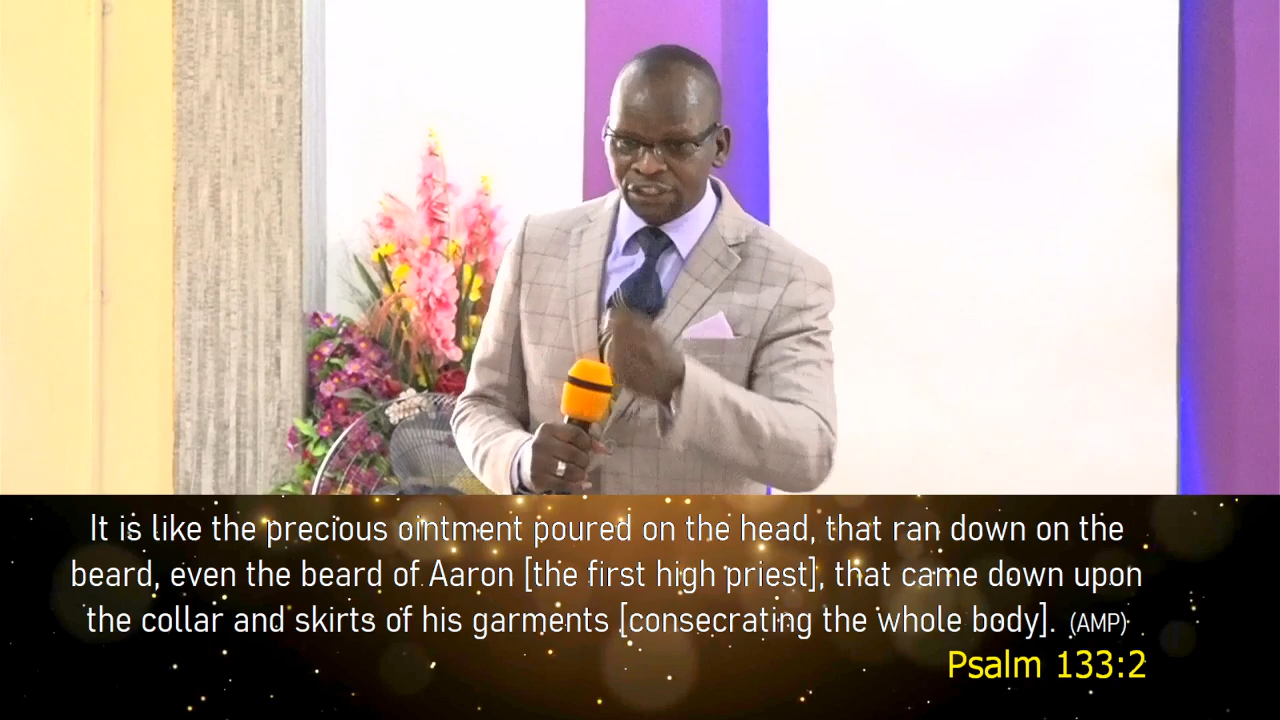 It is like the precious ointment poured on the head, that ran down on the
beard, even the beard of Aaron [the first high priest], that came down upon
the collar and skirts of his garments [consecrating the whole body]. (AMP)
Psalm 133:2